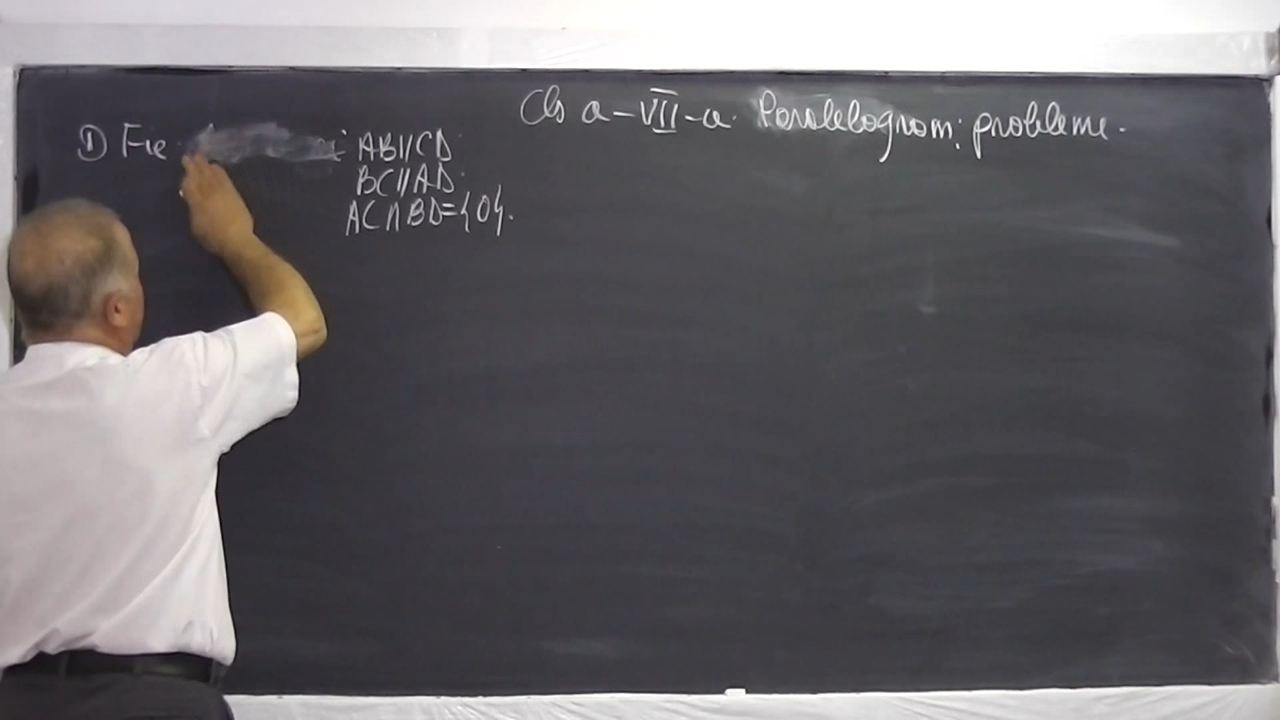 Cls a-VII-a. Paralelogram: probleme.
1) Fie AB||CD
BC||AD.
AC∩BD={O}.